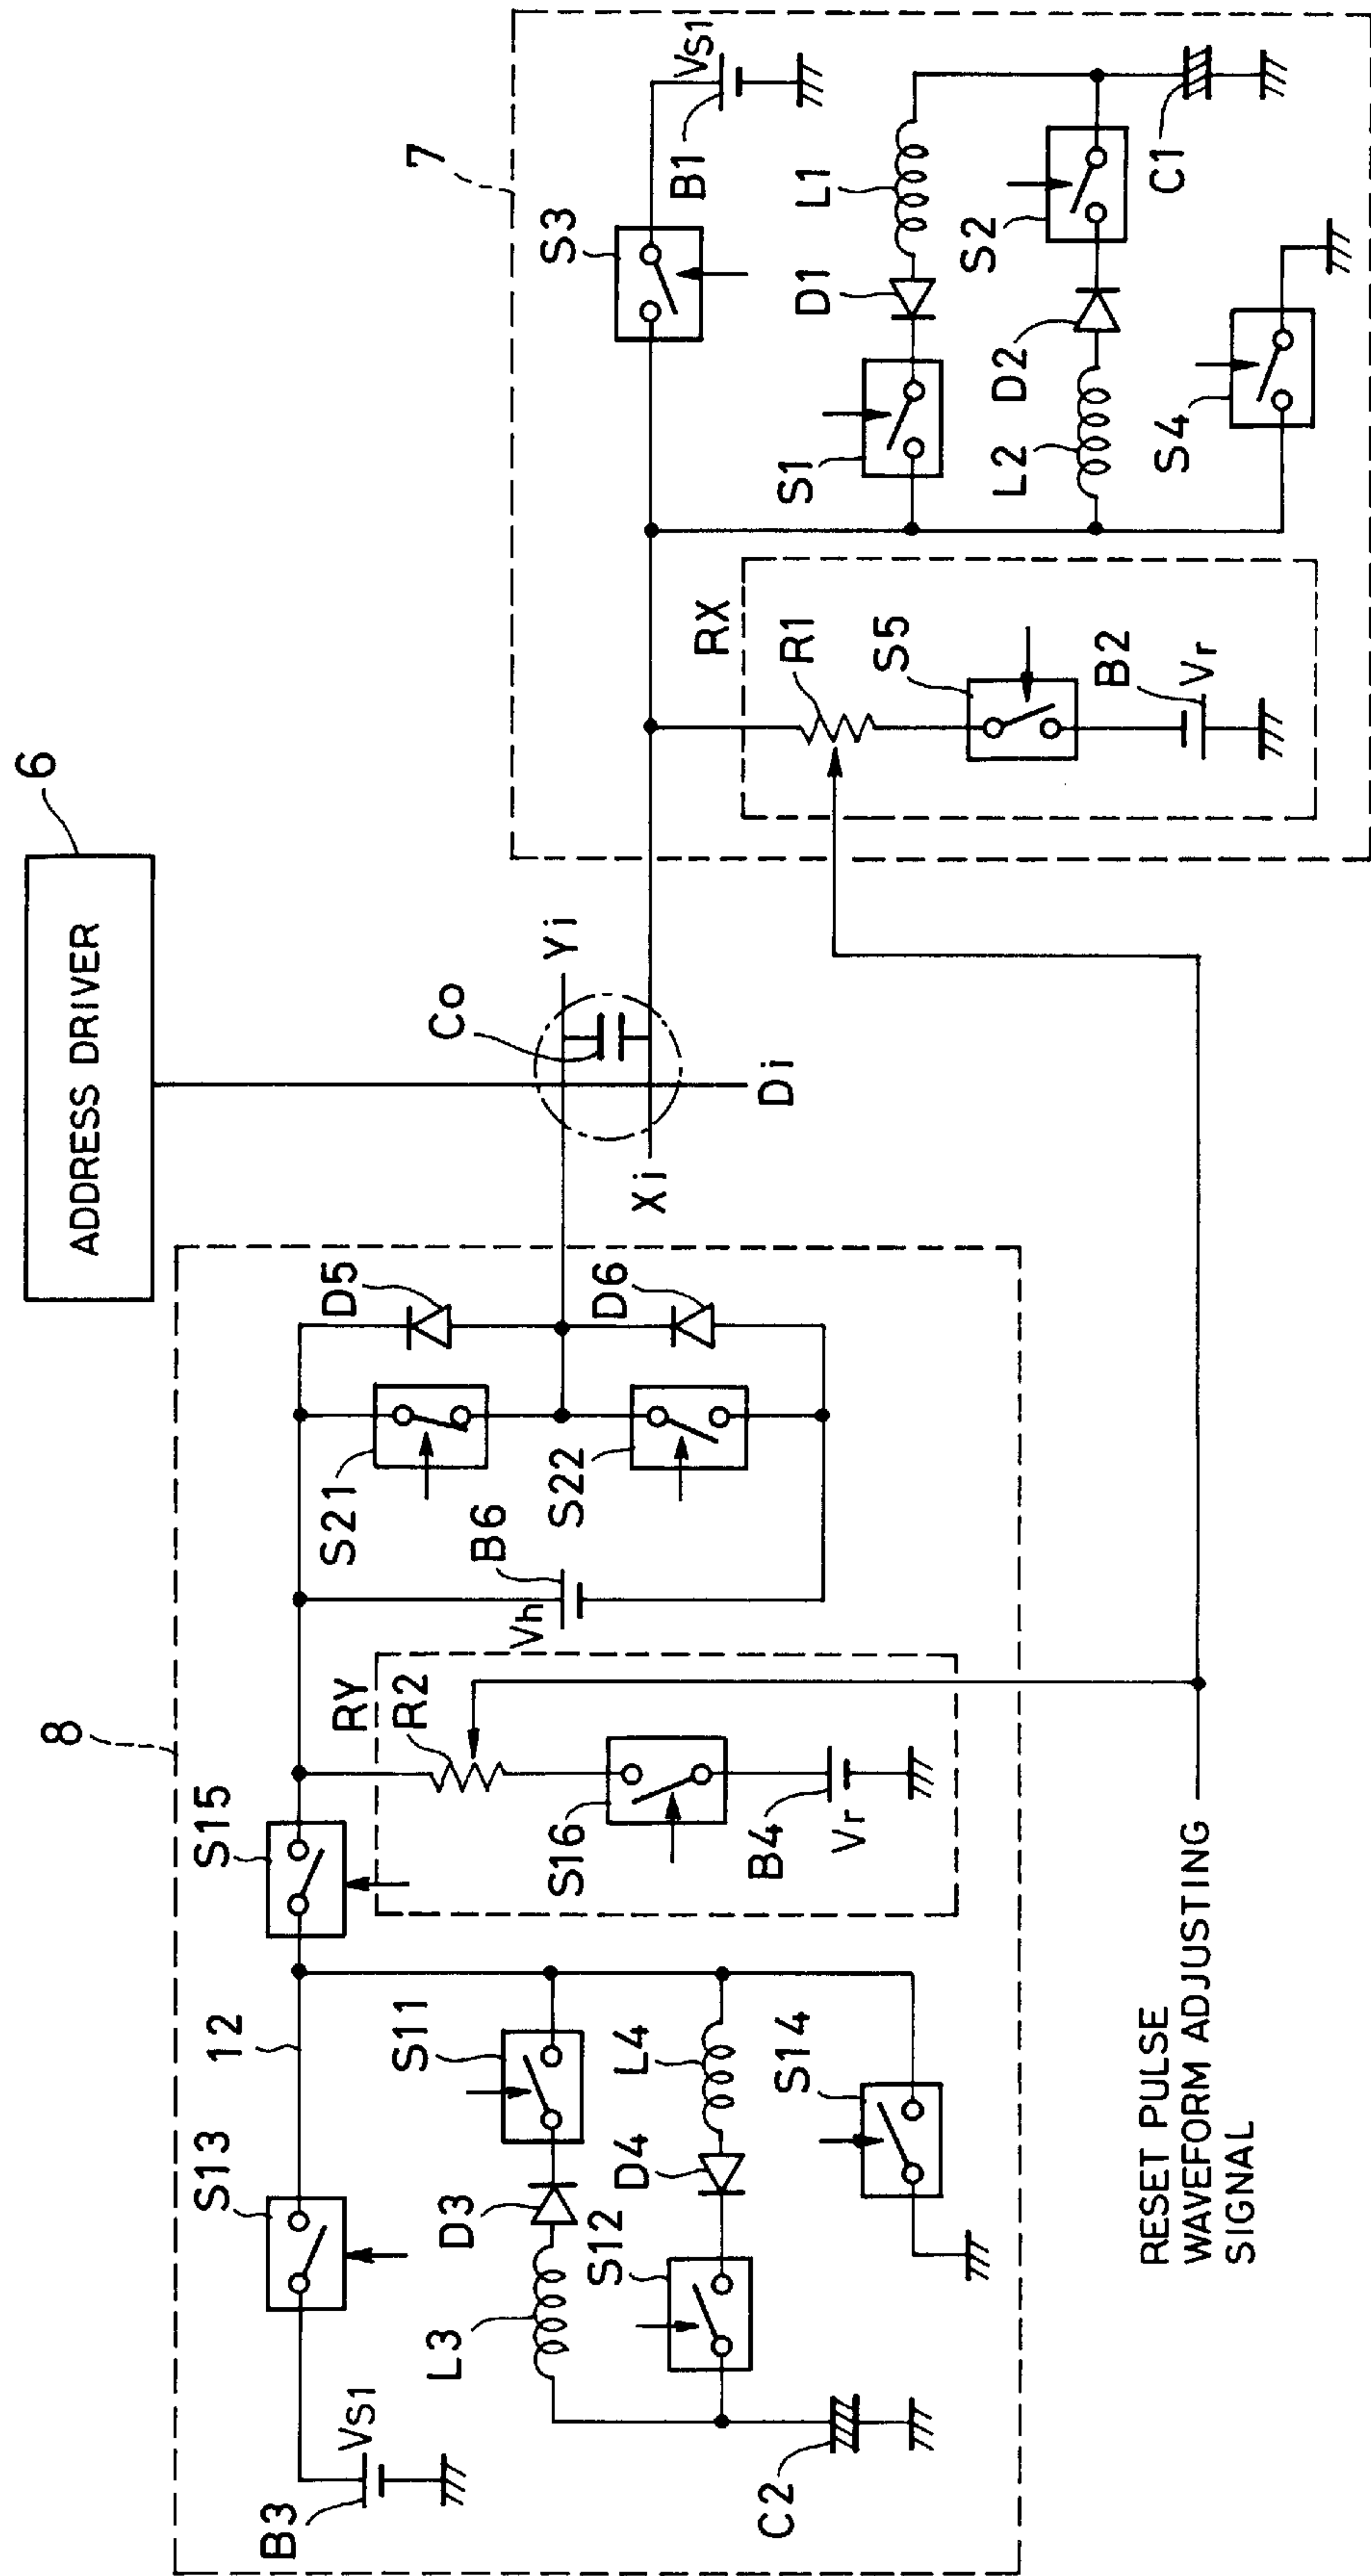 6
ADDRESS DRIVER
8
7
S13
12
S15
B3
VS1
L3
D3
S11
S12
D4
L4
S14
C2
RY
R2
S16
B4
Vr
Vh
B6
S21
D5
S22
D6
Co
Yi
Xi
Di
RX
R1
S5
B2
Vr
S3
B1
VS1
S1
D1
L1
L2
D2
S2
C1
S4
RESET PULSE
WAVEFORM ADJUSTING
SIGNAL